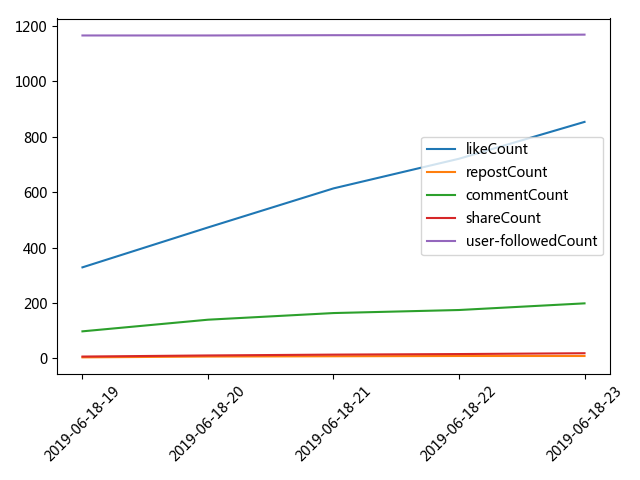 1200
1000
800
600
400
200
0
likeCount
repostCount
commentCount
shareCount
user-followedCount
2019-06-18-19
2019-06-18-20
2019-06-18-21
2019-06-18-22
2019-06-18-23